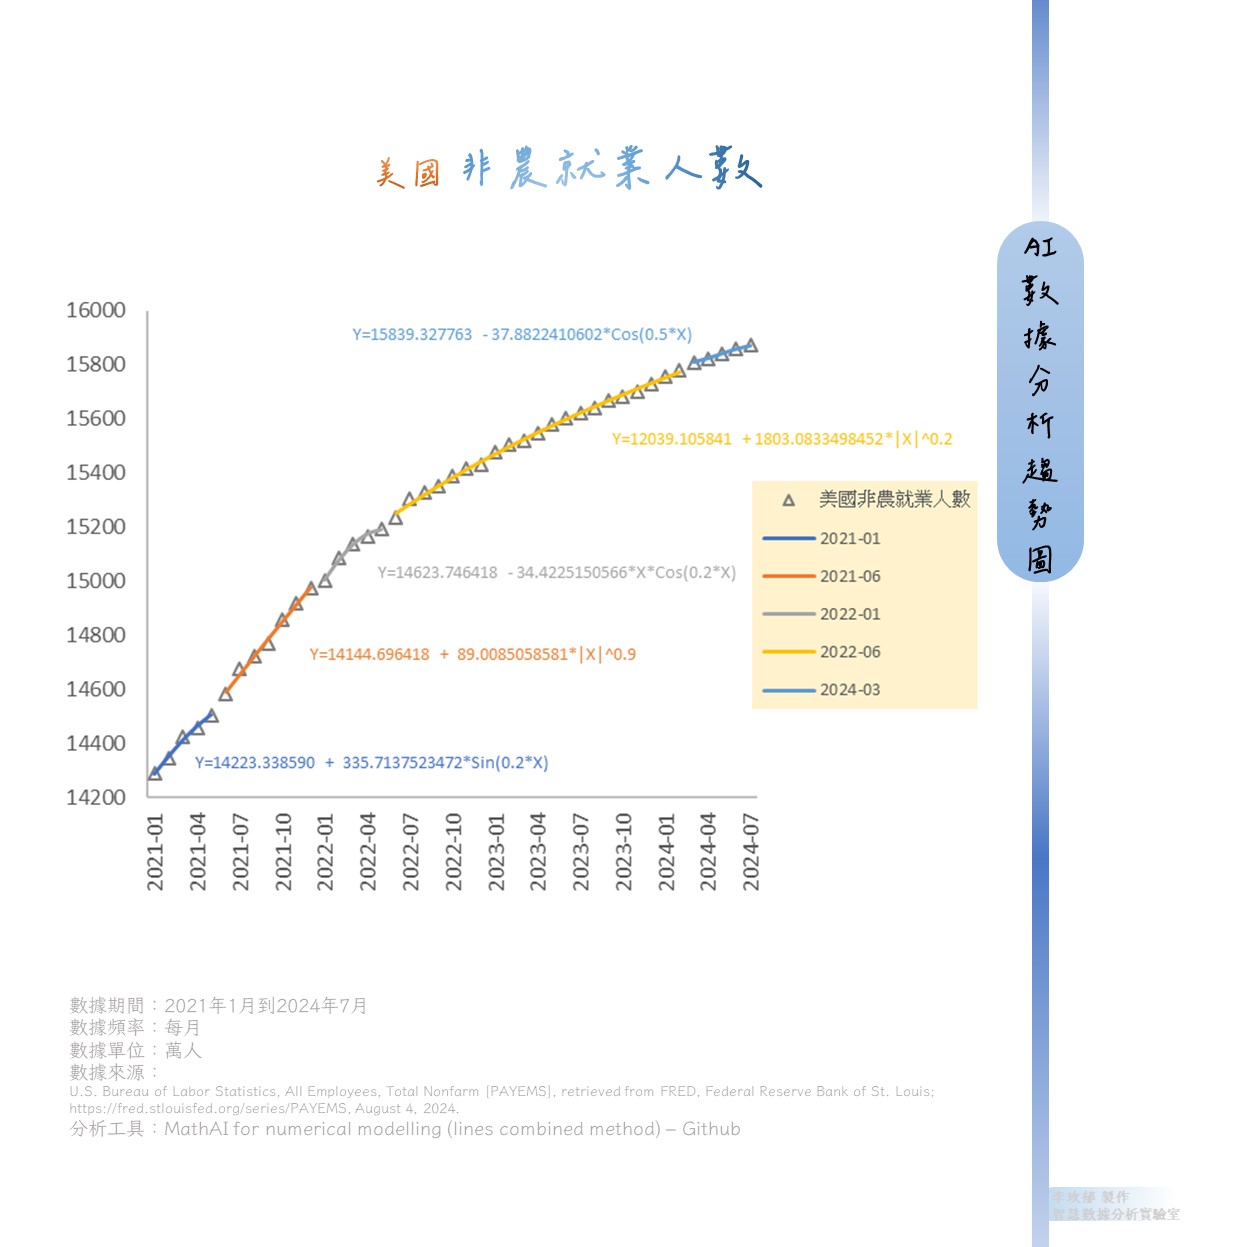 美國非農就業人數
AI數據分析趨勢圖
16000
15800
15600
15400
15200
15000
14800
14600
14400
14200
Y=15839.327763 - 37.8822410602*Cos(0.5*X)
Y=12039.105841 + 1803.0833498452*|X|^0.2
Y=14623.746418 - 34.4225150566*X*Cos(0.2*X)
Y=14144.696418 + 89.0085058581*|X|^0.9
Y=14223.338590 + 335.7137523472*Sin(0.2*X)
美國非農就業人數
2021-01
2021-06
2022-01
2022-06
2024-03
2021-01
2021-04
2021-07
2021-10
2022-01
2022-04
2022-07
2022-10
2023-01
2023-04
2023-07
2023-10
2024-01
2024-04
2024-07
數據期間：2021年1月到2024年7月
數據頻率：每月
數據單位：萬人
數據來源：
U.S. Bureau of Labor Statistics, All Employees, Total Nonfarm [PAYEMS], retrieved from FRED, Federal Reserve Bank of St. Louis;
https://fred.stlouisfed.org/series/PAYEMS, August 4, 2024.
分析工具：MathAI for numerical modelling (lines combined method) – Github
製作
數據分析實驗室